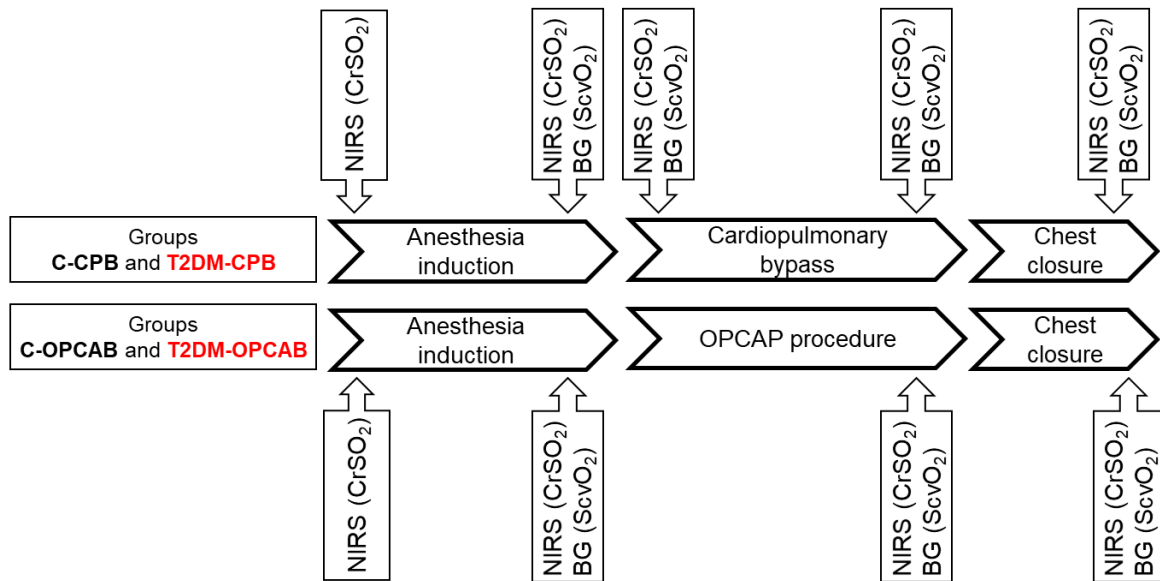 NIRS (CrSO₂)
NIRS (CrSO₂)
BG (ScvO₂)
NIRS (CrSO₂)
BG (ScvO₂)
NIRS (CrSO₂)
BG (ScvO₂)
NIRS (CrSO₂)
BG (ScvO₂)
Groups
C-CPB and T2DM-CPB
Anesthesia
induction
Cardiopulmonary
bypass
Chest
closure
Groups
C-OPCAB and T2DM-OPCAB
Anesthesia
induction
OPCAP procedure
Chest
closure
NIRS (CrSO₂)
NIRS (CrSO₂)
BG (ScvO₂)
NIRS (CrSO₂)
BG (ScvO₂)
NIRS (CrSO₂)
BG (ScvO₂)